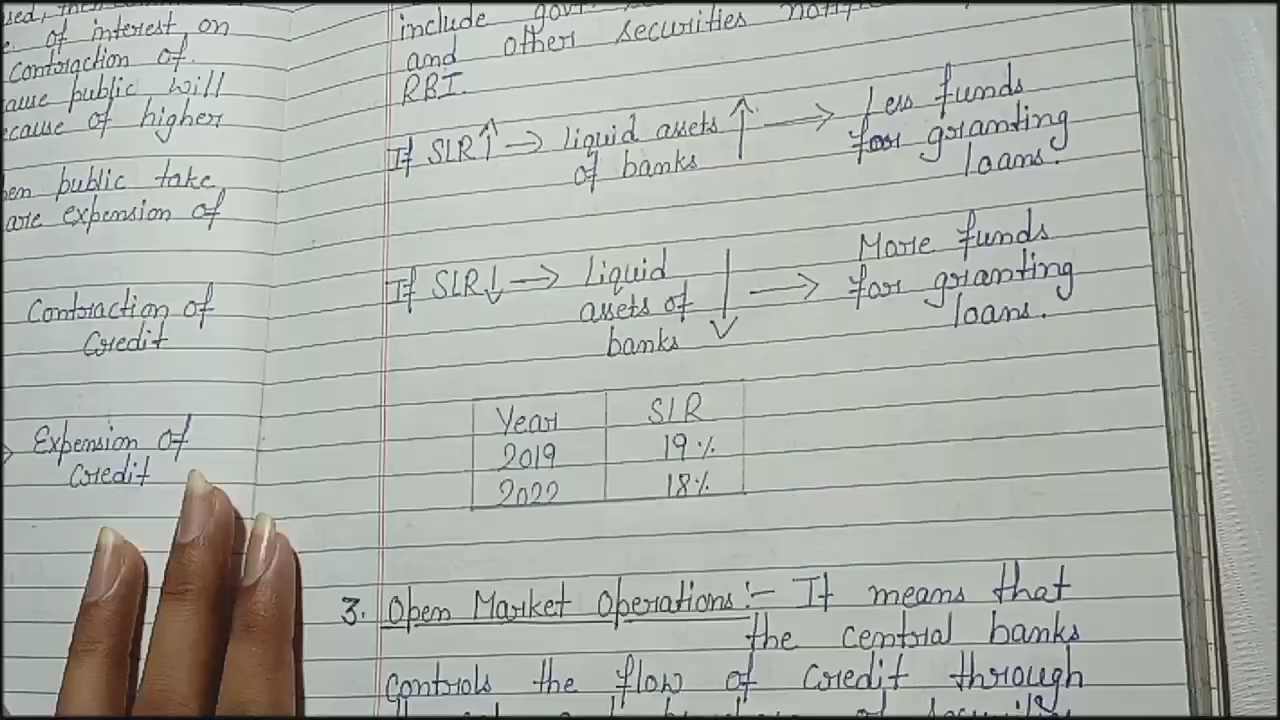 of interest, on
contraction of
public will
of higher
public take
are expension of
Contraction of
Credit
Expension of
Credit
include govt.
and other securities
RBI.
If SLR↑ → liquid assets ↑ → Less funds
of banks for granting
loans.
If SLR↓ → Liquid ↓ → More funds
assets of for granting
banks loans.
Year SLR
2019 19%
2022 18%
3. Open Market Operations :- It means that
the central banks
controls the flow of credit through